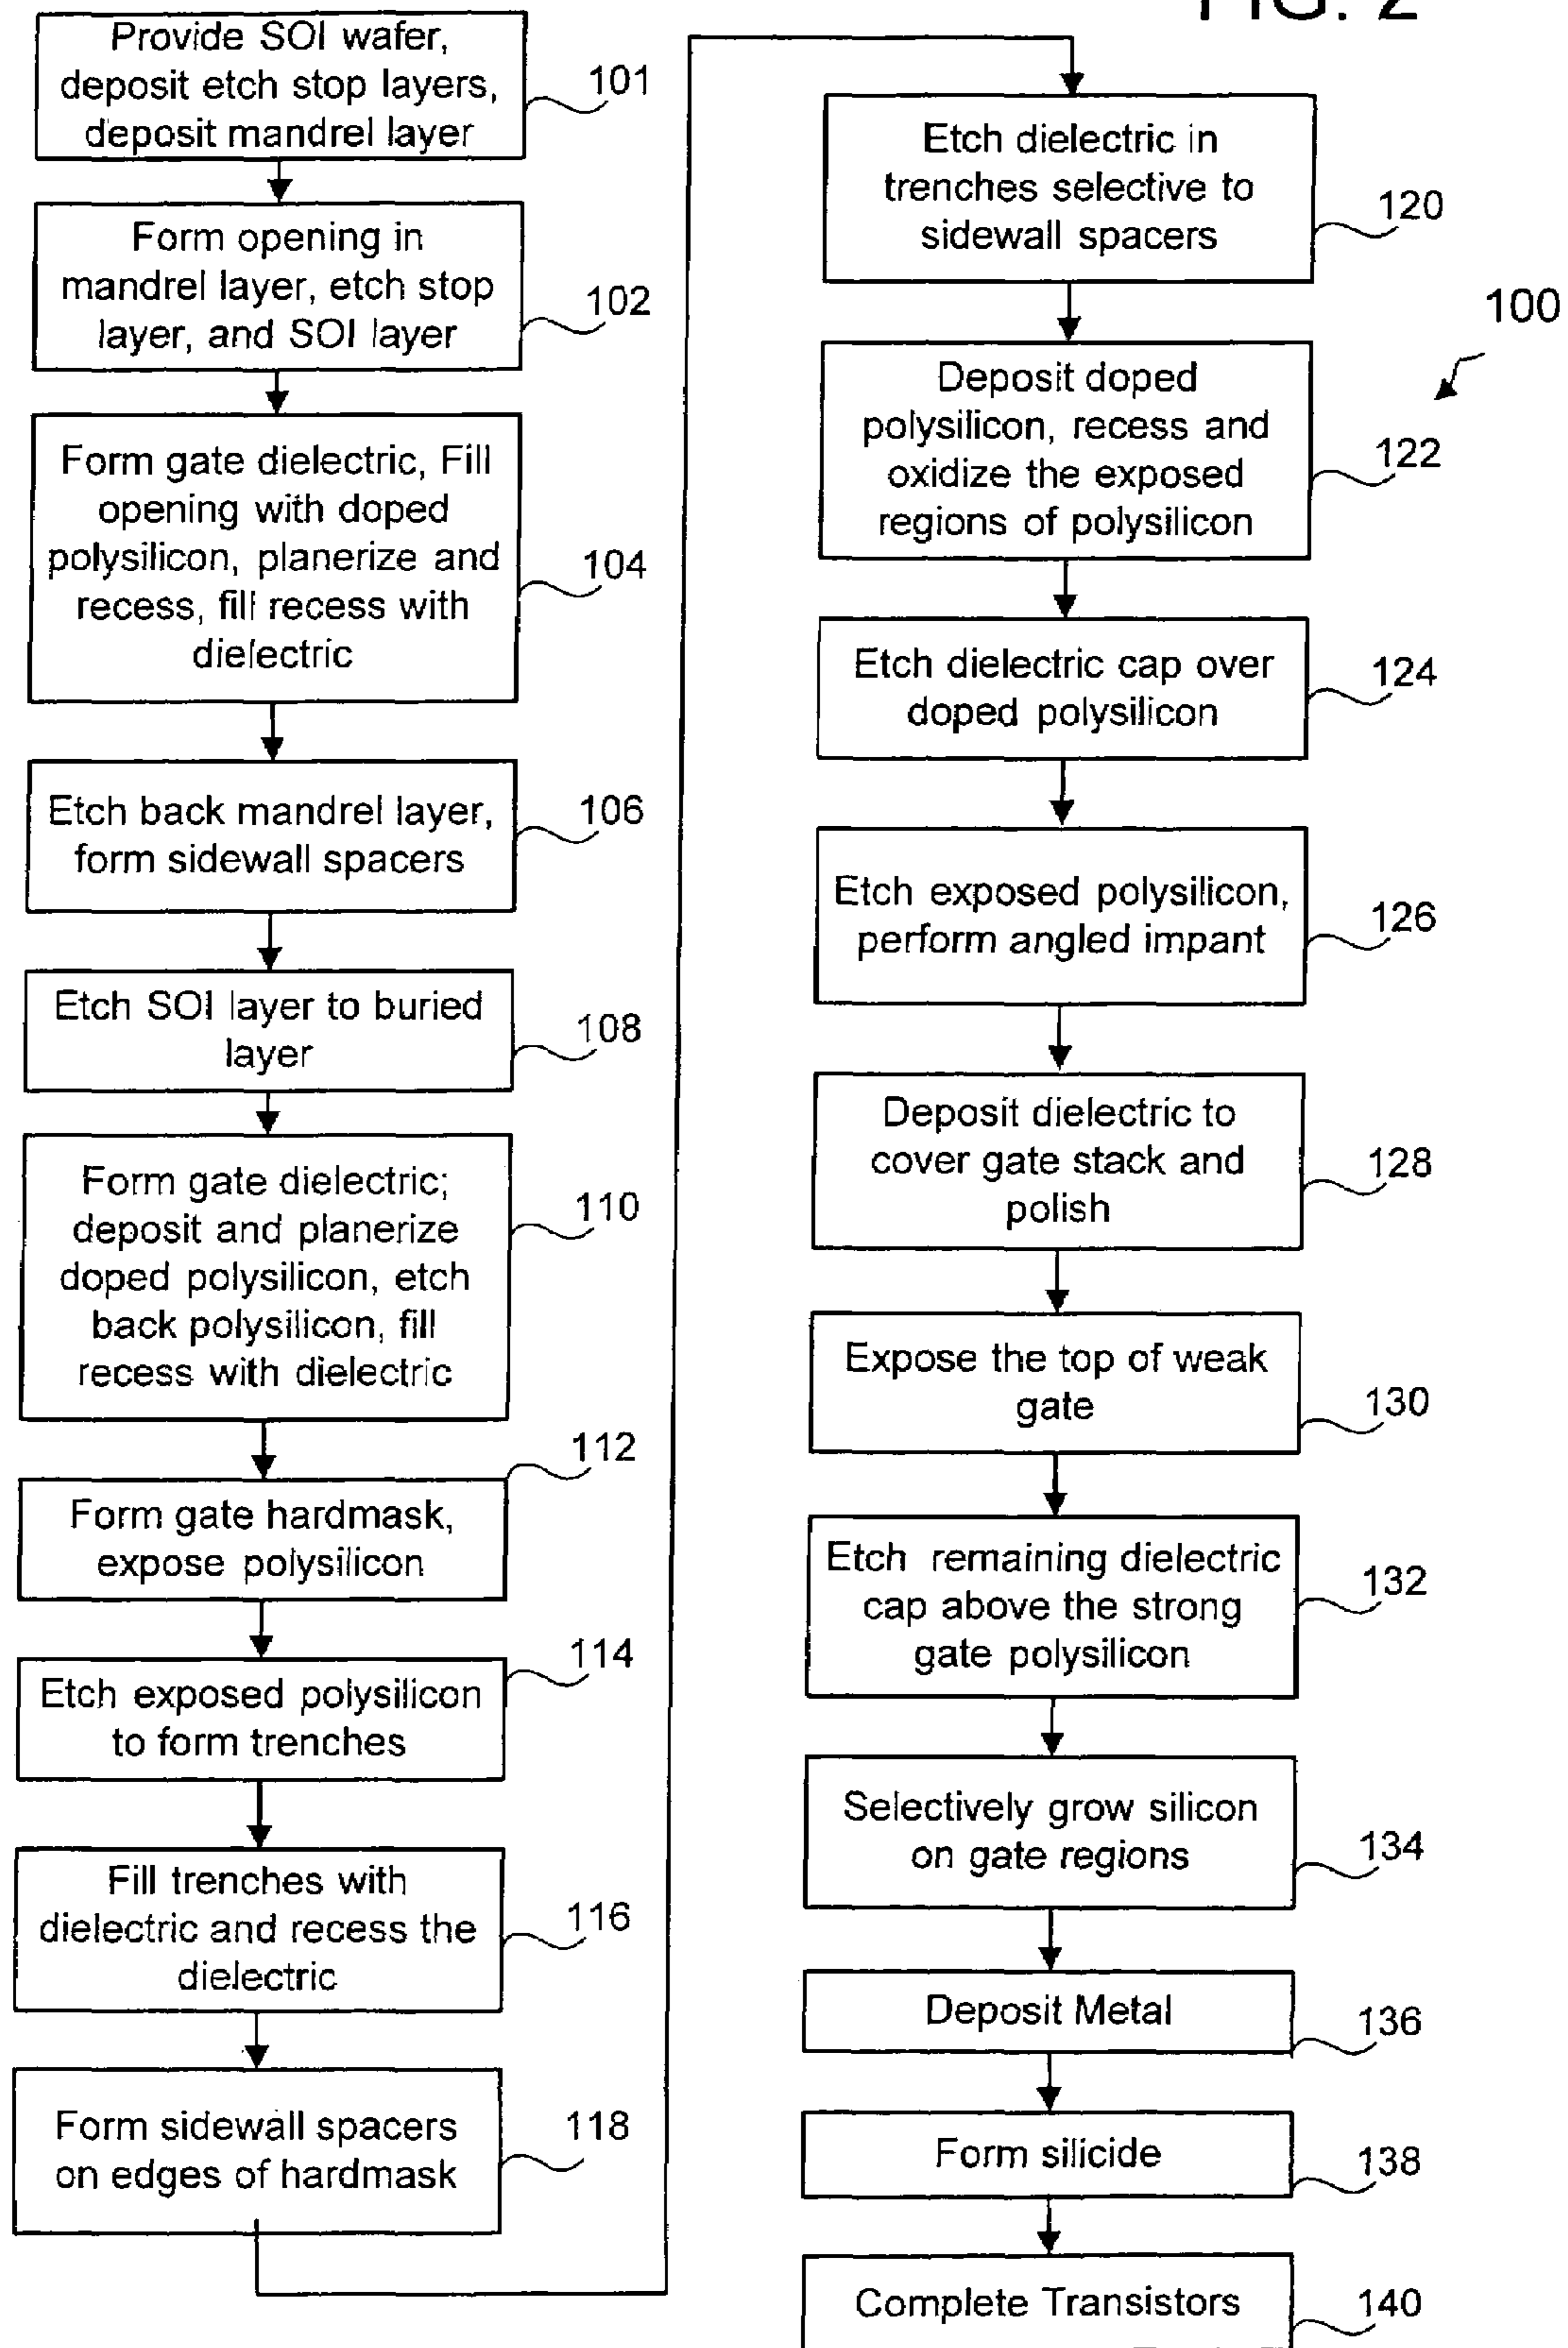 FIG. 2
Provide SOI wafer,
deposit etch stop layers,
deposit mandrel layer
101
Form opening in
mandrel layer, etch stop
layer, and SOI layer
102
Form gate dielectric, Fill
opening with doped
polysilicon, planerize and
recess, fill recess with
dielectric
104
Etch back mandrel layer,
form sidewall spacers
106
Etch SOI layer to buried
layer
108
Form gate dielectric;
deposit and planerize
doped polysilicon, etch
back polysilicon, fill
recess with dielectric
110
Form gate hardmask,
expose polysilicon
112
Etch exposed polysilicon
to form trenches
114
Fill trenches with
dielectric and recess the
dielectric
116
Form sidewall spacers
on edges of hardmask
118
Etch dielectric in
trenches selective to
sidewall spacers
120
100
Deposit doped
polysilicon, recess and
oxidize the exposed
regions of polysilicon
122
Etch dielectric cap over
doped polysilicon
124
Etch exposed polysilicon,
perform angled impant
126
Deposit dielectric to
cover gate stack and
polish
128
Expose the top of weak
gate
130
Etch remaining dielectric
cap above the strong
gate polysilicon
132
Selectively grow silicon
on gate regions
134
Deposit Metal
136
Form silicide
138
Complete Transistors
140